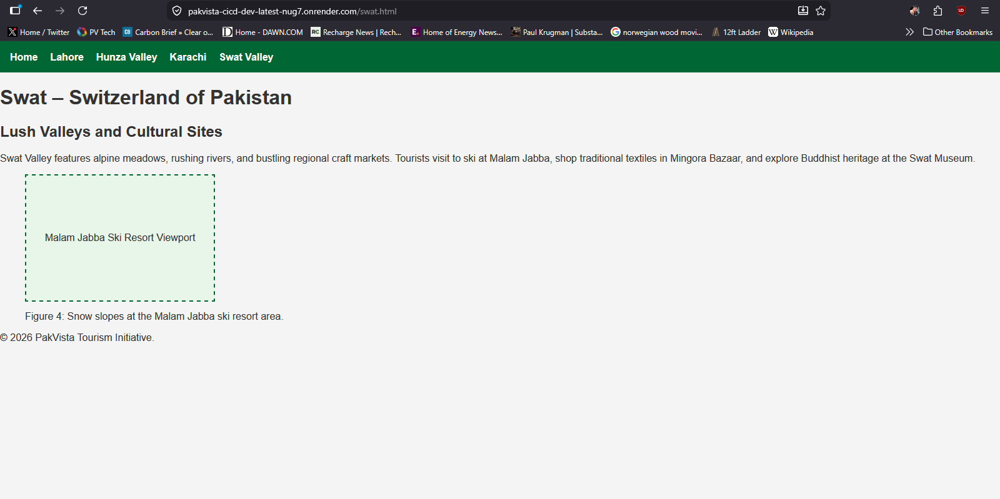 pakvista-cicd-dev-latest-nug7.onrender.com/swat.html
Home / Twitter PV Tech CB Carbon Brief » Clear o... D Home - DAWN.COM RC Recharge News | Rech... E. Home of Energy News... Paul Krugman | Substa... G norwegian wood movi... 12ft Ladder W Wikipedia Other Bookmarks
Home Lahore Hunza Valley Karachi Swat Valley
Swat – Switzerland of Pakistan
Lush Valleys and Cultural Sites
Swat Valley features alpine meadows, rushing rivers, and bustling regional craft markets. Tourists visit to ski at Malam Jabba, shop traditional textiles in Mingora Bazaar, and explore Buddhist heritage at the Swat Museum.
Malam Jabba Ski Resort Viewport
Figure 4: Snow slopes at the Malam Jabba ski resort area.
© 2026 PakVista Tourism Initiative.